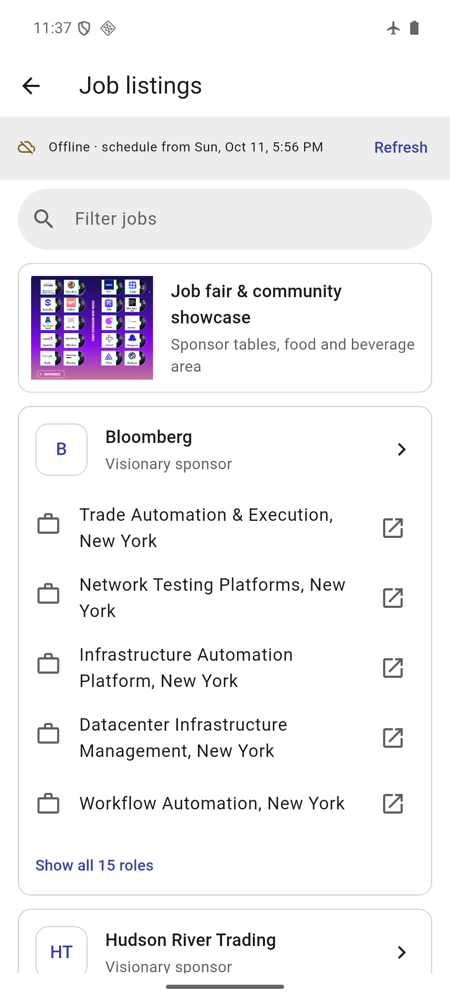 11:37
Job listings
Offline · schedule from Sun, Oct 11, 5:56 PM
Refresh
Filter jobs
Job fair & community
showcase
Sponsor tables, food and beverage
area
B
Bloomberg
Visionary sponsor
Trade Automation & Execution,
New York
Network Testing Platforms, New
York
Infrastructure Automation
Platform, New York
Datacenter Infrastructure
Management, New York
Workflow Automation, New York
Show all 15 roles
HT
Hudson River Trading
Visionary sponsor